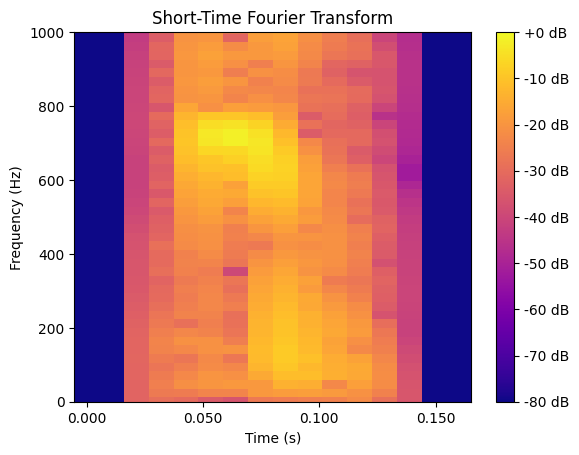 Short-Time Fourier Transform
1000
800
600
400
200
0
Frequency (Hz)
0.000
0.050
0.100
0.150
Time (s)
+0 dB
-10 dB
-20 dB
-30 dB
-40 dB
-50 dB
-60 dB
-70 dB
-80 dB